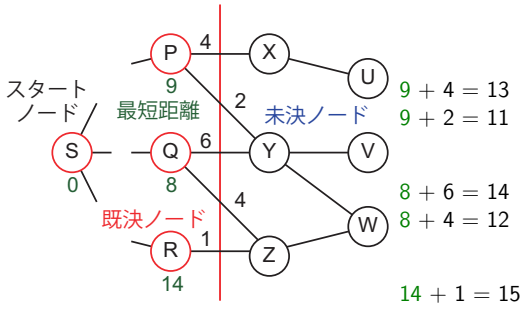 P
4
X
U
9
スタート
ノード
最短距離
2
未決ノード
9 + 4 = 13
9 + 2 = 11
S
0
Q
6
Y
V
8
4
8 + 6 = 14
8 + 4 = 12
既決ノード
W
R
1
Z
14
14 + 1 = 15